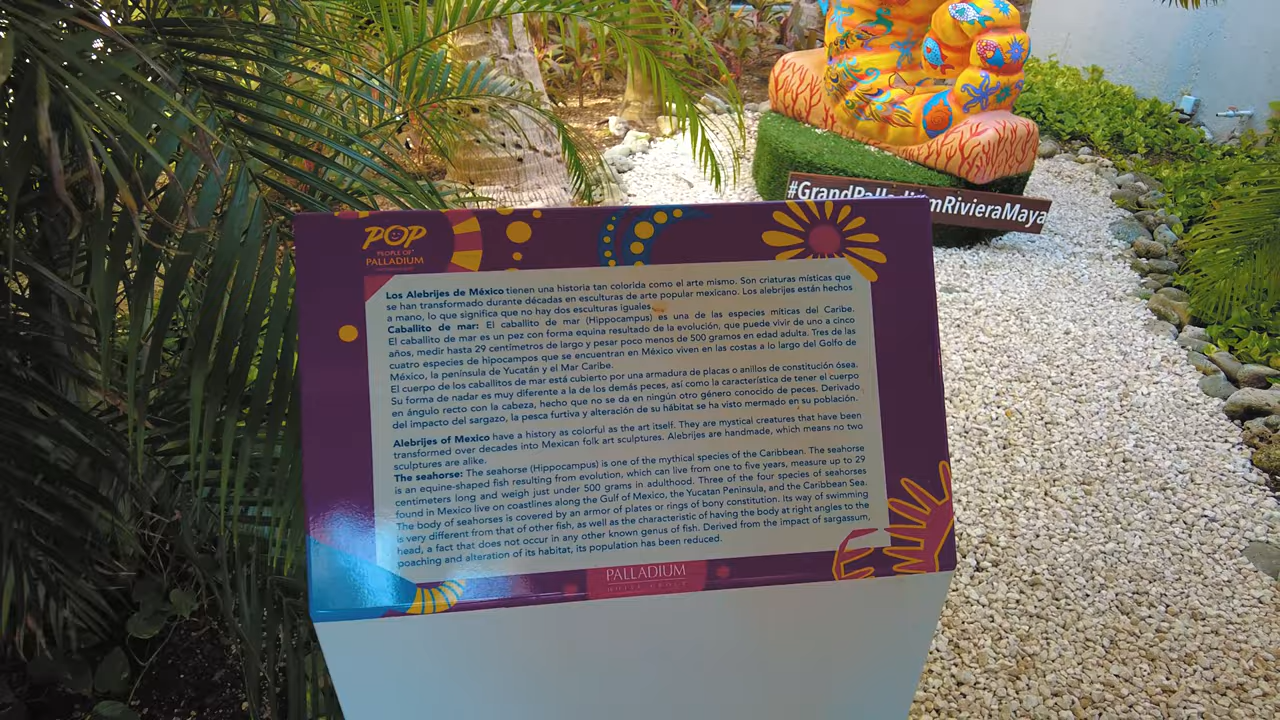 #GrandPalladiumRivieraMaya
POP
PEOPLE OF
PALLADIUM
Los Alebrijes de México tienen una historia tan colorida como el arte mismo. Son criaturas místicas que
se han transformado durante décadas en esculturas de arte popular mexicano. Los alebrijes están hechos
a mano, lo que significa que no hay dos esculturas iguales.
Caballito de mar: El caballito de mar (Hippocampus) es una de las especies míticas del Caribe.
El caballito de mar es un pez con forma equina resultado de la evolución, que puede vivir de uno a cinco
años, medir hasta 29 centímetros de largo y pesar poco menos de 500 gramos en edad adulta. Tres de las
cuatro especies de hipocampos que se encuentran en México viven en las costas a lo largo del Golfo de
México, la península de Yucatán y el Mar Caribe.
El cuerpo de los caballitos de mar está cubierto por una armadura de placas o anillos de constitución ósea.
Su forma de nadar es muy diferente a la de los demás peces, así como la característica de tener el cuerpo
en ángulo recto con la cabeza, hecho que no se da en ningún otro género conocido de peces. Derivado
del impacto del sargazo, la pesca furtiva y alteración de su hábitat se ha visto mermado en su población.
Alebrijes of Mexico have a history as colorful as the art itself. They are mystical creatures that have been
transformed over decades into Mexican folk art sculptures. Alebrijes are handmade, which means no two
sculptures are alike.
The seahorse: The seahorse (Hippocampus) is one of the mythical species of the Caribbean. The seahorse
is an equine-shaped fish resulting from evolution, which can live from one to five years, measure up to 29
centimeters long and weigh just under 500 grams in adulthood. Three of the four species of seahorses
found in Mexico live on coastlines along the Gulf of Mexico, the Yucatan Peninsula, and the Caribbean Sea.
The body of seahorses is covered by an armor of plates or rings of bony constitution. Its way of swimming
is very different from that of other fish, as well as the characteristic of having the body at right angles to the
head, a fact that does not occur in any other known genus of fish. Derived from the impact of sargassum,
poaching and alteration of its habitat, its population has been reduced.
PALLADIUM
HOTEL GROUP